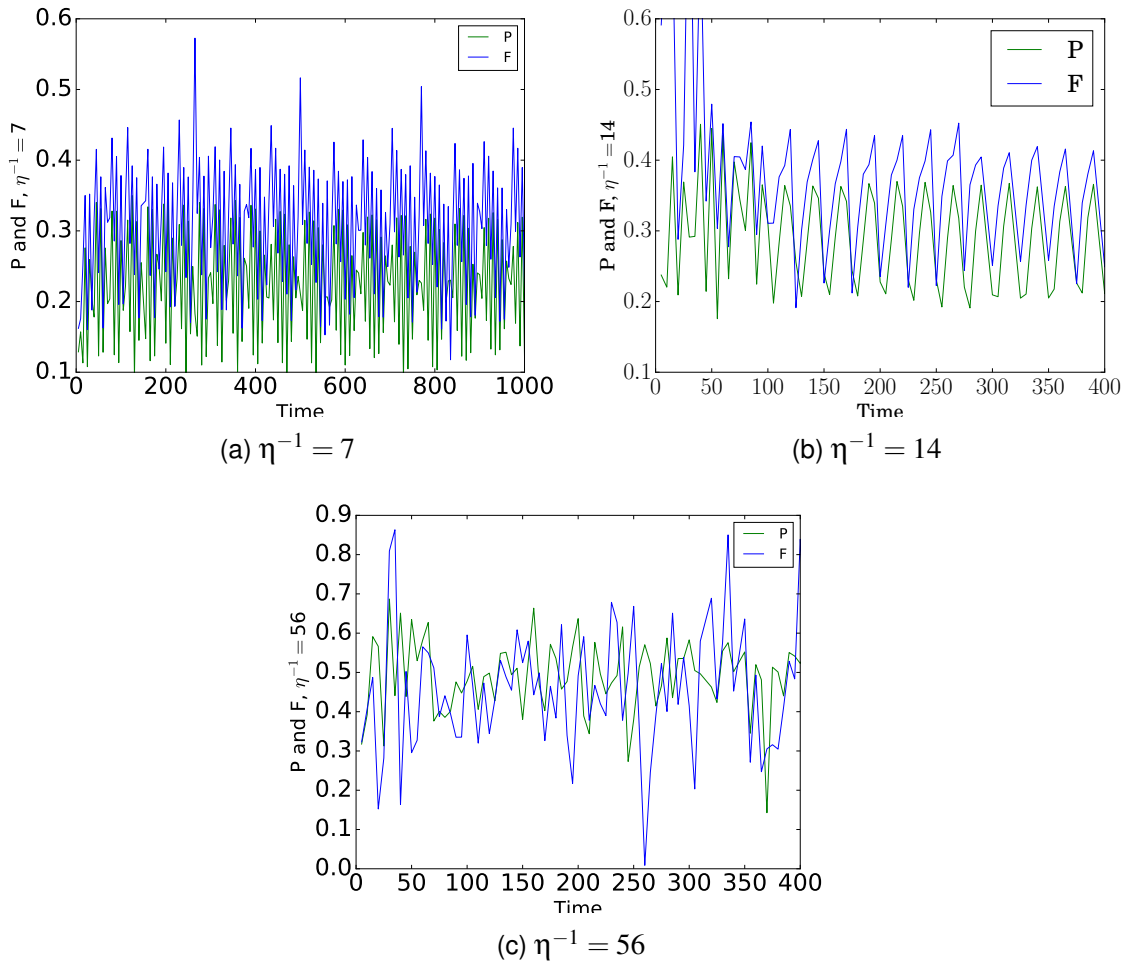 0.6
0.5
0.4
0.3
0.2
0.1
P and F, η⁻¹ = 7
P
F
0 200 400 600 800 1000
Time
(a) η⁻¹ = 7
0.6
0.5
0.4
0.3
0.2
0.1
P and F, η⁻¹ = 14
P
F
0 50 100 150 200 250 300 350 400
Time
(b) η⁻¹ = 14
0.9
0.8
0.7
0.6
0.5
0.4
0.3
0.2
0.1
0.0
P and F, η⁻¹ = 56
P
F
0 50 100 150 200 250 300 350 400
Time
(c) η⁻¹ = 56